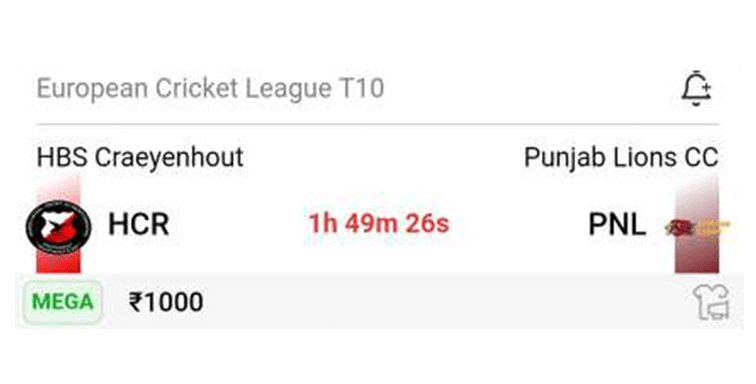 European Cricket League T10
HBS Craeyenhout Punjab Lions CC
HCR 1h 49m 26s PNL
MEGA ₹1000